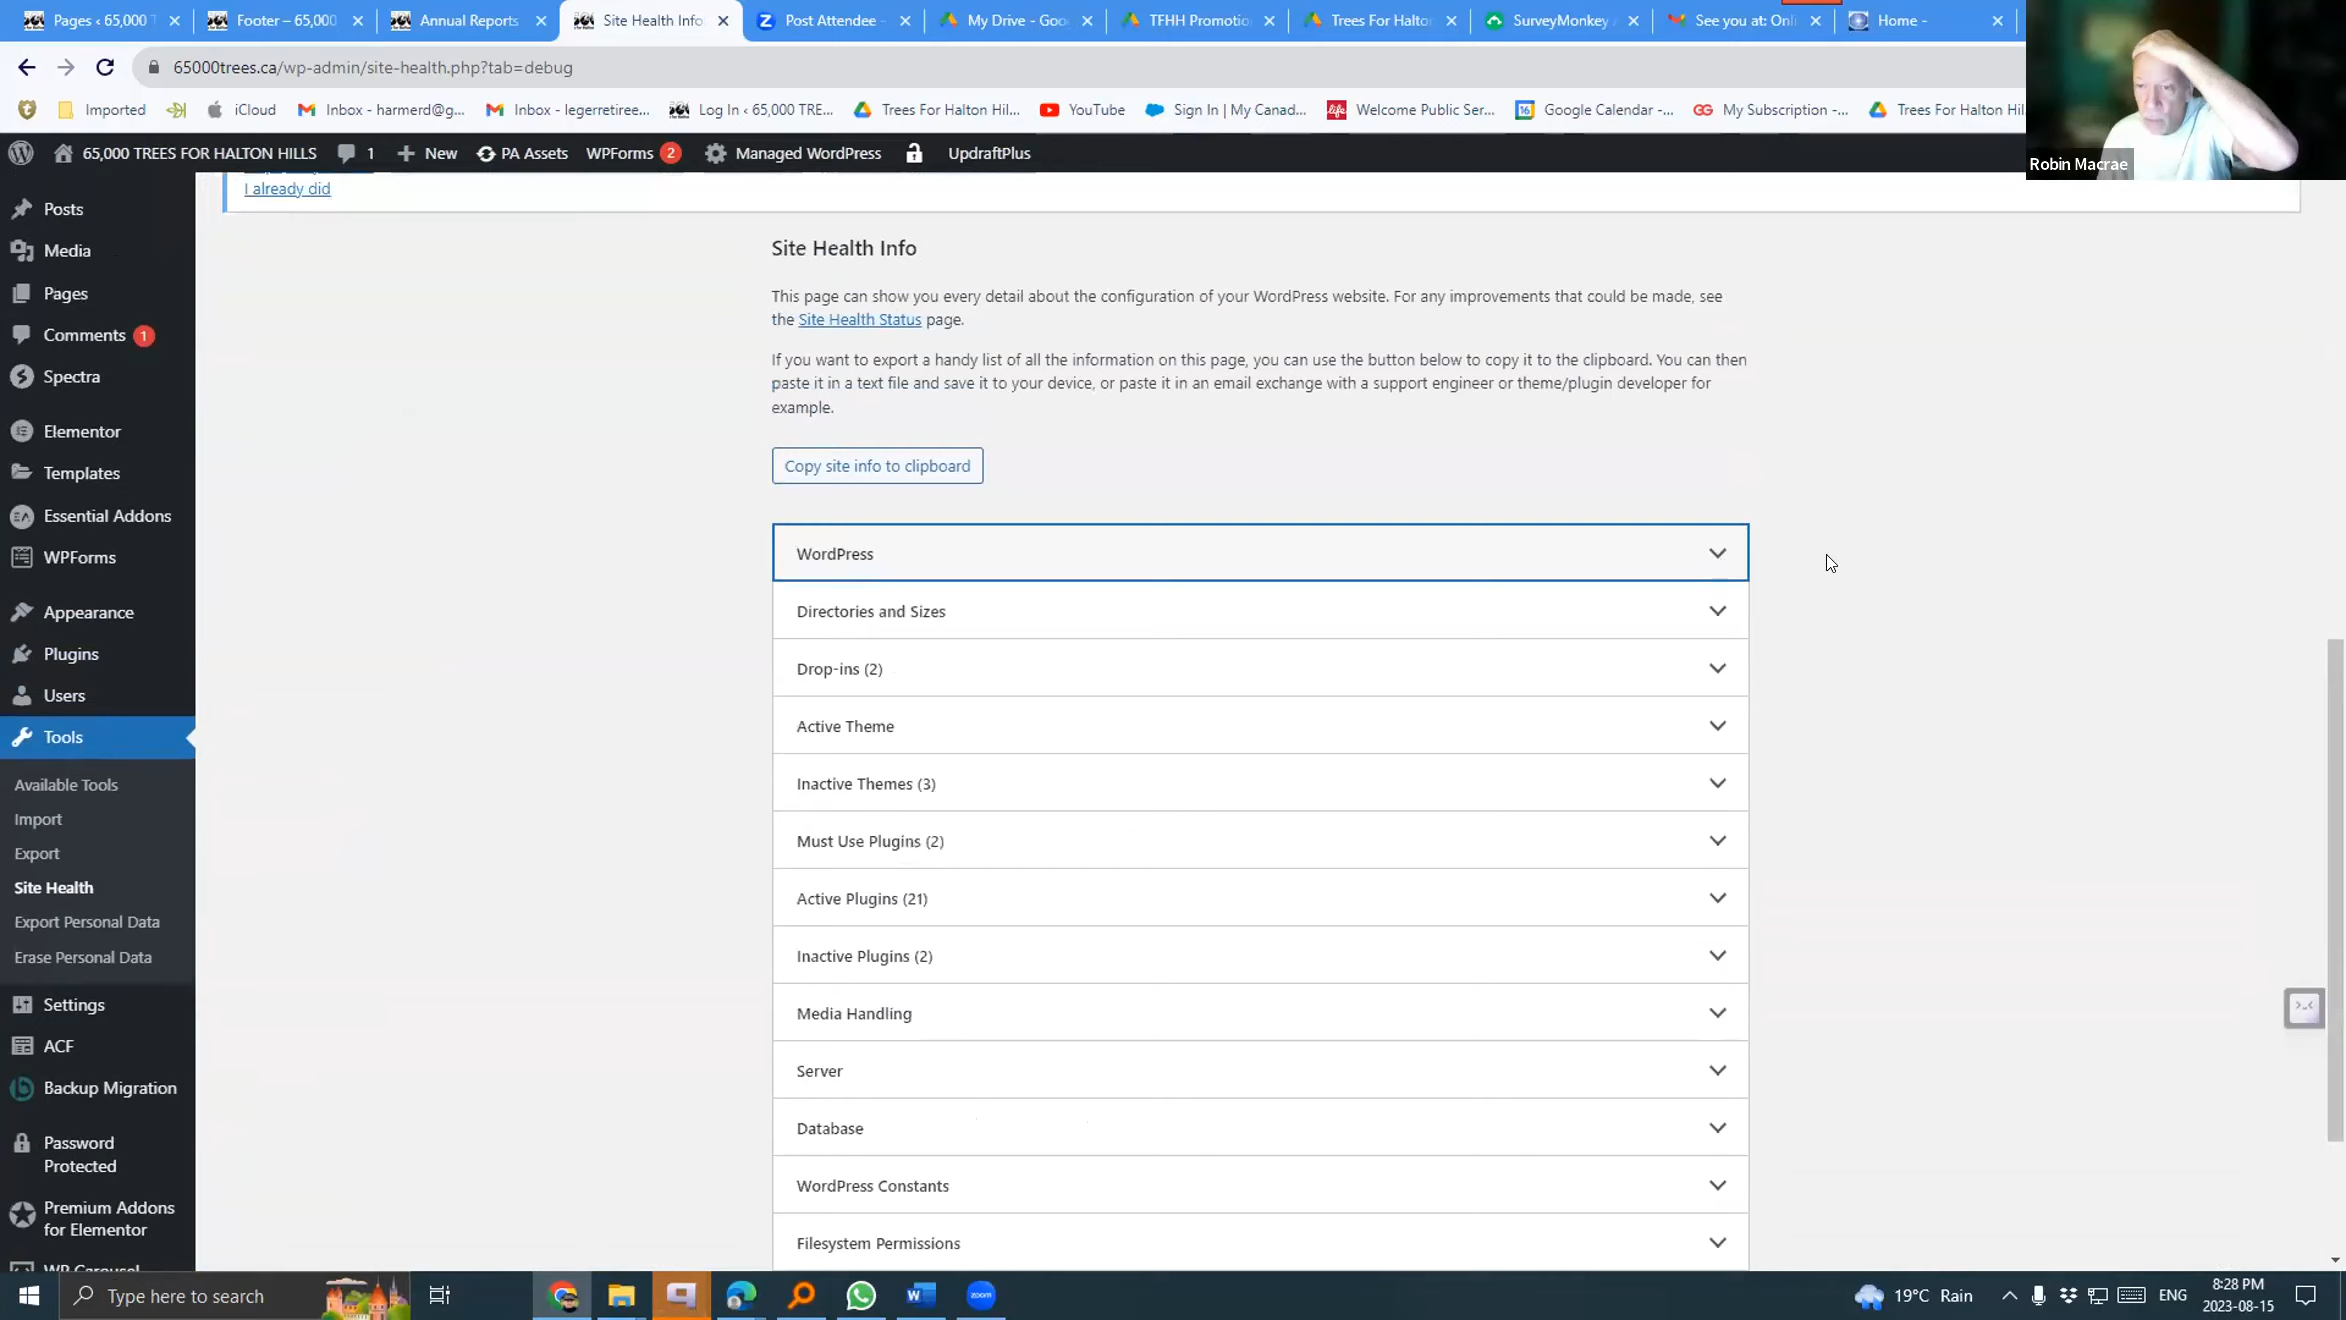 Pages < 65,000 T
Footer – 65,000
Annual Reports
Site Health Info
Post Attendee -
My Drive - Goo
TFHH Promotio
Trees For Halto
SurveyMonkey
See you at: Onl
Home -
65000trees.ca/wp-admin/site-health.php?tab=debug
Imported
iCloud
Inbox - harmerd@g...
Inbox - legerretiree...
Log In < 65,000 TRE...
Trees For Halton Hil...
YouTube
Sign In | My Canad...
Welcome Public Ser...
Google Calendar -...
My Subscription -...
Trees For Halton Hil
Robin Macrae
65,000 TREES FOR HALTON HILLS
1
New
PA Assets
WPForms 2
Managed WordPress
UpdraftPlus
I already did
Posts
Media
Pages
Comments 1
Spectra
Elementor
Templates
Essential Addons
WPForms
Appearance
Plugins
Users
Tools
Available Tools
Import
Export
Site Health
Export Personal Data
Erase Personal Data
Settings
ACF
Backup Migration
Password
Protected
Premium Addons
for Elementor
WP Carousel
Site Health Info
This page can show you every detail about the configuration of your WordPress website. For any improvements that could be made, see
the Site Health Status page.
If you want to export a handy list of all the information on this page, you can use the button below to copy it to the clipboard. You can then
paste it in a text file and save it to your device, or paste it in an email exchange with a support engineer or theme/plugin developer for
example.
Copy site info to clipboard
WordPress
Directories and Sizes
Drop-ins (2)
Active Theme
Inactive Themes (3)
Must Use Plugins (2)
Active Plugins (21)
Inactive Plugins (2)
Media Handling
Server
Database
WordPress Constants
Filesystem Permissions
Type here to search
zoom
19°C Rain
ENG
8:28 PM
2023-08-15